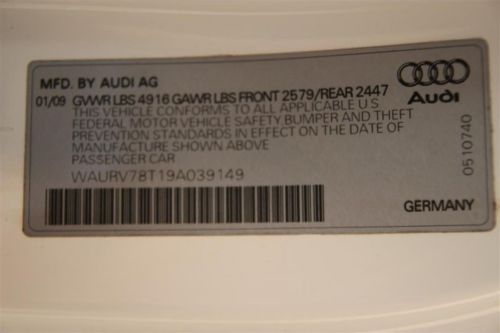 MFD. BY AUDI AG
01/09 GVWR LBS 4916 GAWR LBS FRONT 2579/REAR 2447
THIS VEHICLE CONFORMS TO ALL APPLICABLE U S
FEDERAL MOTOR VEHICLE SAFETY BUMPER AND THEFT
PREVENTION STANDARDS IN EFFECT ON THE DATE OF
MANUFACTURE SHOWN ABOVE
PASSENGER CAR
WAURV78T19A039149
Audi
0510740
GERMANY